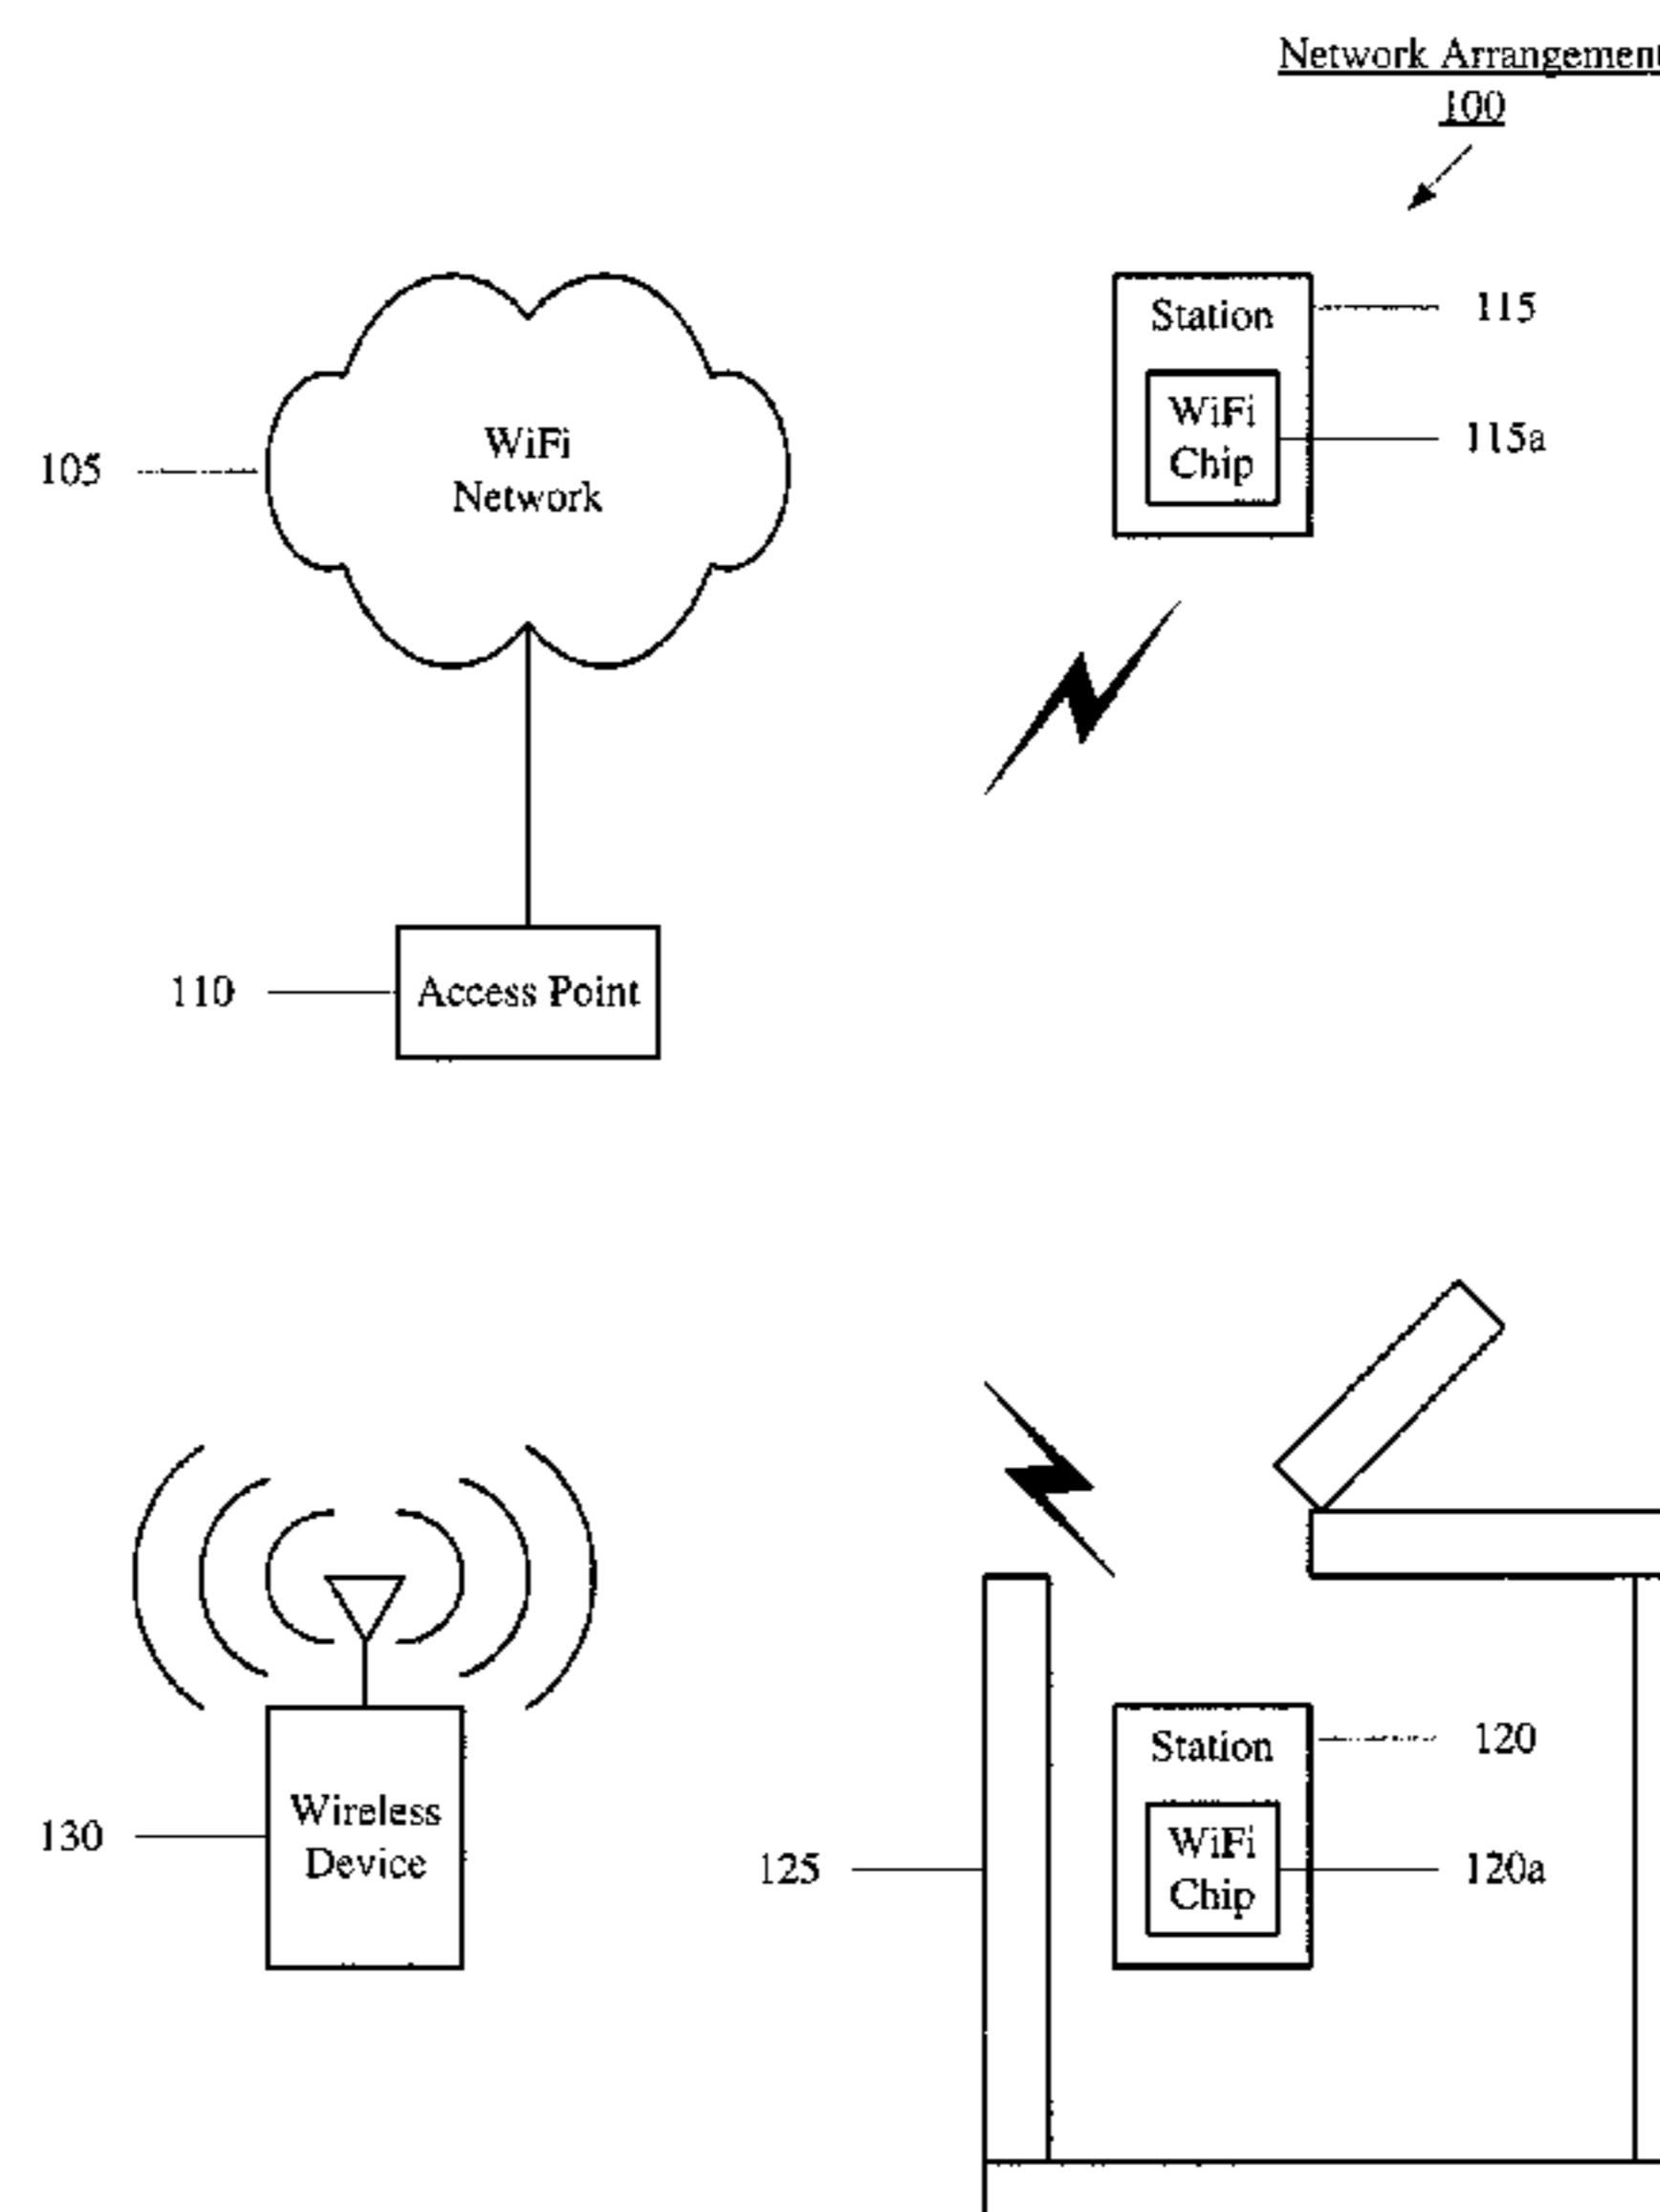 Network Arrangement
100
Station
115
WiFi
Chip
115a
105
WiFi
Network
110
Access Point
Station
120
WiFi
Chip
120a
125
130
Wireless
Device